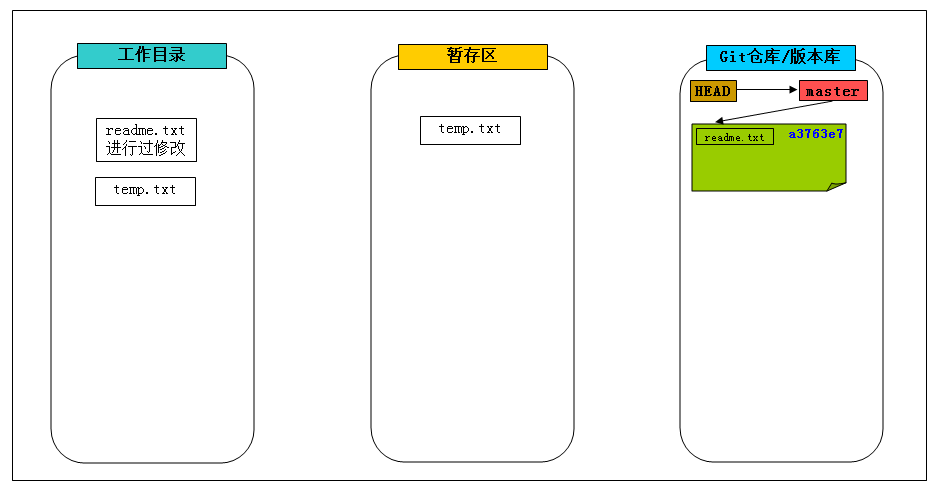 工作目录
暂存区
Git仓库/版本库
HEAD
master
readme.txt
进行过修改
temp.txt
temp.txt
readme.txt
a3763e7